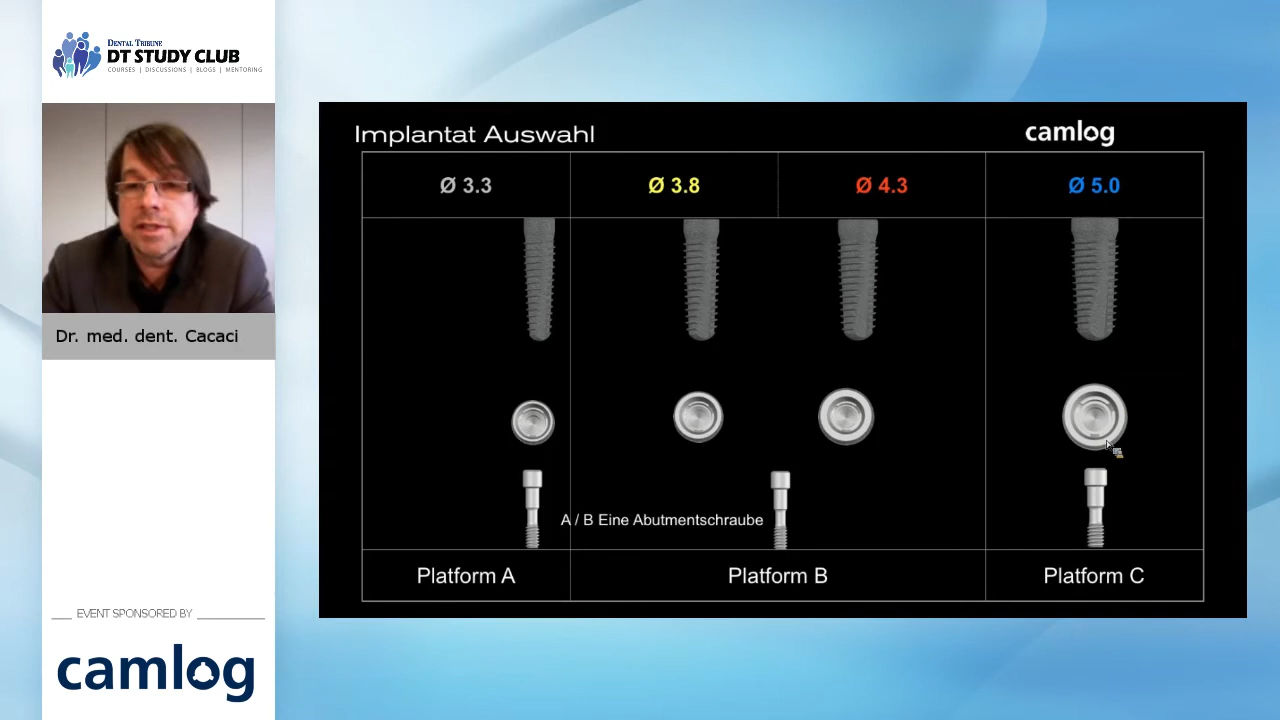 DENTAL TRIBUNE
DT STUDY CLUB
COURSES | DISCUSSIONS | BLOGS | MENTORING
Dr. med. dent. Cacaci
EVENT SPONSORED BY
camlog
Implantat Auswahl
camlog
Ø 3.3
Ø 3.8
Ø 4.3
Ø 5.0
A / B Eine Abutmentschraube
Platform A
Platform B
Platform C